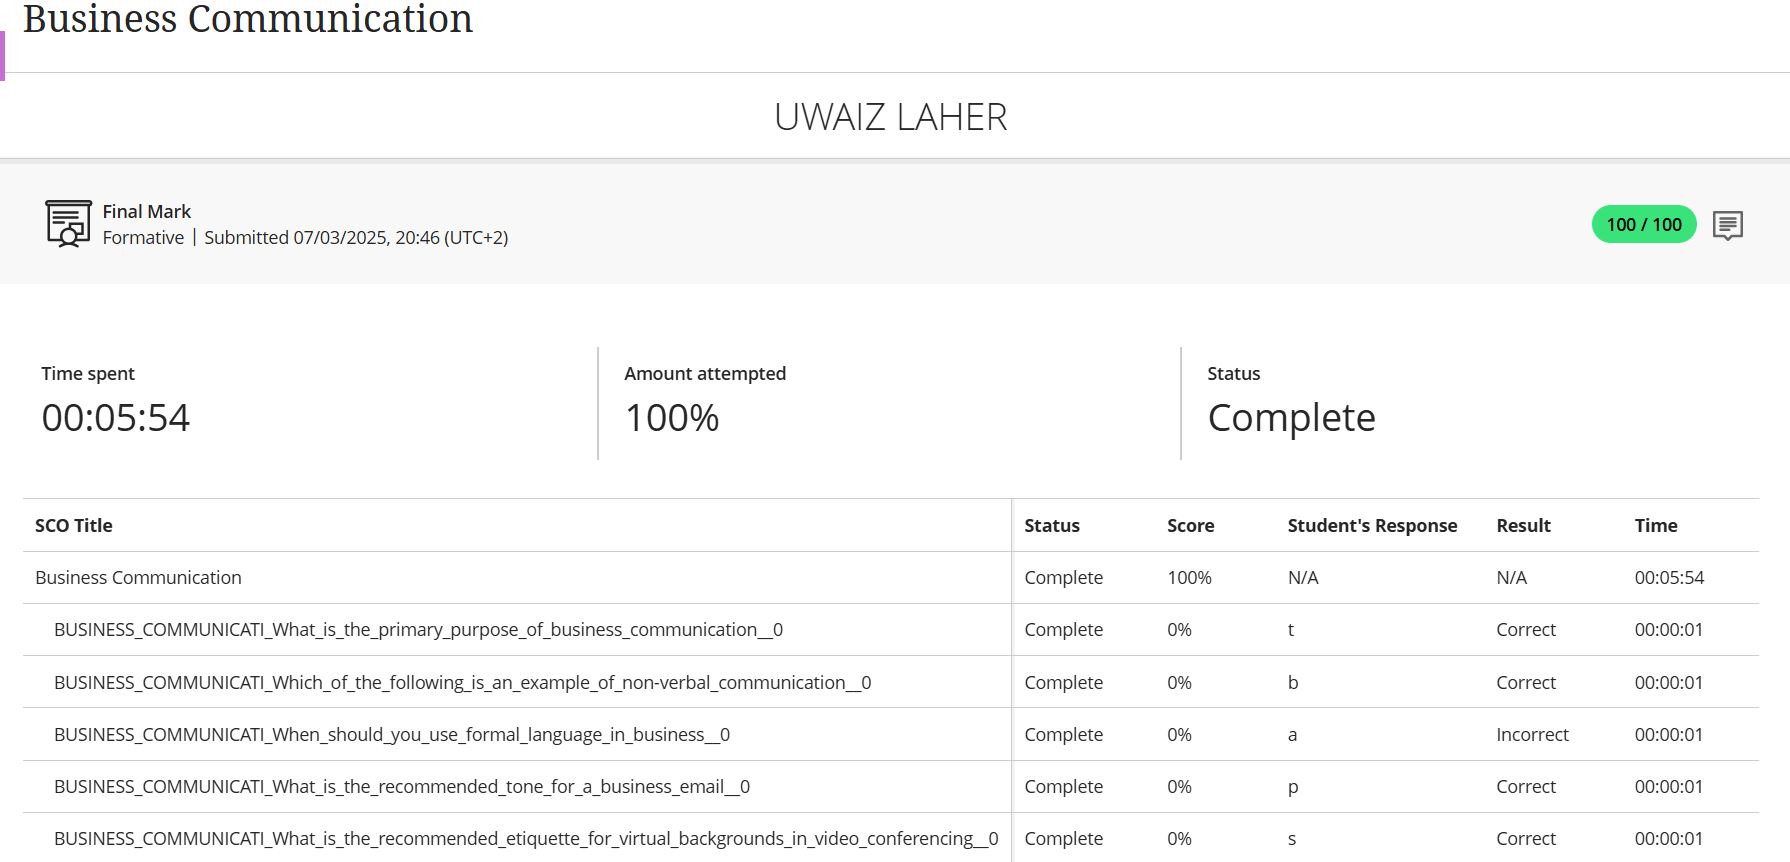 Business Communication
UWAIZ LAHER
Final Mark
Formative | Submitted 07/03/2025, 20:46 (UTC+2)
100 / 100
Time spent
00:05:54
Amount attempted
100%
Status
Complete
SCO Title Status Score Student's Response Result Time
Business Communication Complete 100% N/A N/A 00:05:54
BUSINESS_COMMUNICATI_What_is_the_primary_purpose_of_business_communication__0 Complete 0% t Correct 00:00:01
BUSINESS_COMMUNICATI_Which_of_the_following_is_an_example_of_non-verbal_communication__0 Complete 0% b Correct 00:00:01
BUSINESS_COMMUNICATI_When_should_you_use_formal_language_in_business__0 Complete 0% a Incorrect 00:00:01
BUSINESS_COMMUNICATI_What_is_the_recommended_tone_for_a_business_email__0 Complete 0% p Correct 00:00:01
BUSINESS_COMMUNICATI_What_is_the_recommended_etiquette_for_virtual_backgrounds_in_video_conferencing__0 Complete 0% s Correct 00:00:01